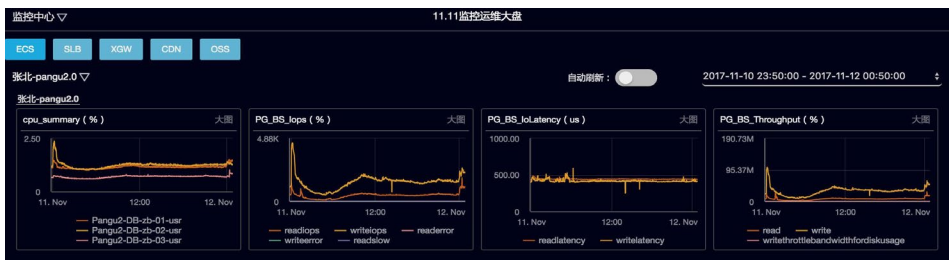 监控中心 ▽
11.11监控运维大盘
ECS SLB XGW CDN OSS
张北-pangu2.0 ▽
自动刷新：
2017-11-10 23:50:00 - 2017-11-12 00:50:00
张北-pangu2.0
cpu_summary ( % ) 大图
2.50
0
11. Nov 12:00 12. Nov
Pangu2-DB-zb-01-usr
Pangu2-DB-zb-02-usr
Pangu2-DB-zb-03-usr
PG_BS_Iops ( % ) 大图
4.88K
0
11. Nov 12:00 12. Nov
readiops writeiops readerror
writeerror readslow
PG_BS_IoLatency ( us ) 大图
1000.00
500.00
0
11. Nov 12:00 12. Nov
readlatency writelatency
PG_BS_Throughput ( % ) 大图
190.73M
95.37M
0
11. Nov 12:00 12. Nov
read write
writethrottlebandwidthfordiskusage